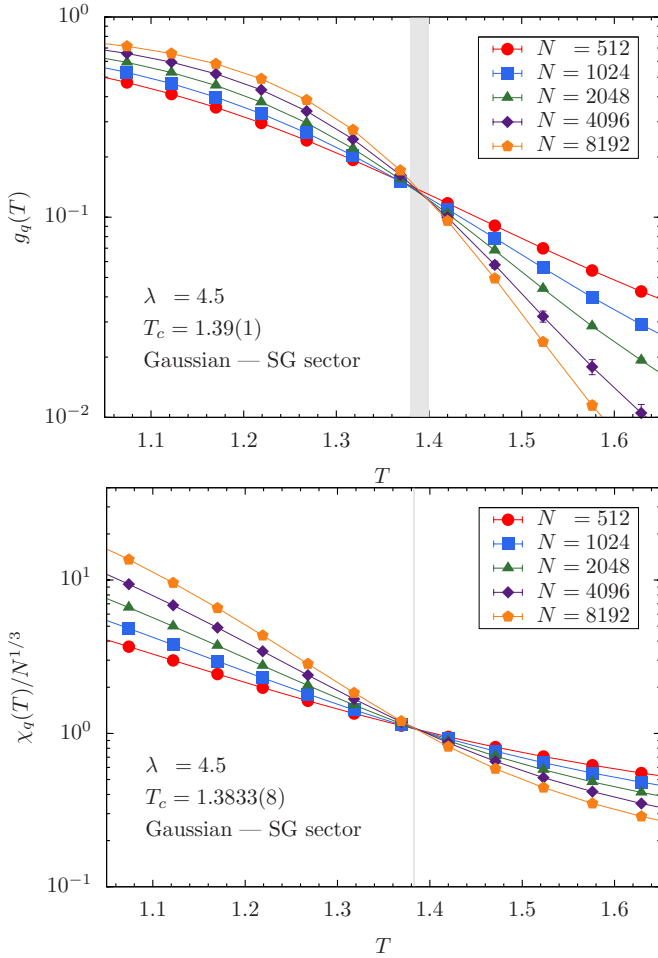 10^0
10^{-1}
10^{-2}
g_q(T)
N = 512
N = 1024
N = 2048
N = 4096
N = 8192
λ = 4.5
T_c = 1.39(1)
Gaussian — SG sector
1.1 1.2 1.3 1.4 1.5 1.6
T
10^1
10^0
10^{-1}
χ_q(T)/N^{1/3}
N = 512
N = 1024
N = 2048
N = 4096
N = 8192
λ = 4.5
T_c = 1.3833(8)
Gaussian — SG sector
1.1 1.2 1.3 1.4 1.5 1.6
T